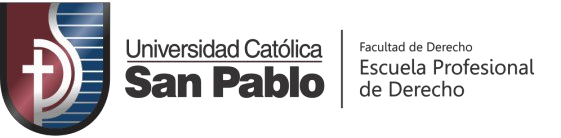 Universidad Católica
San Pablo
Facultad de Derecho
Escuela Profesional
de Derecho